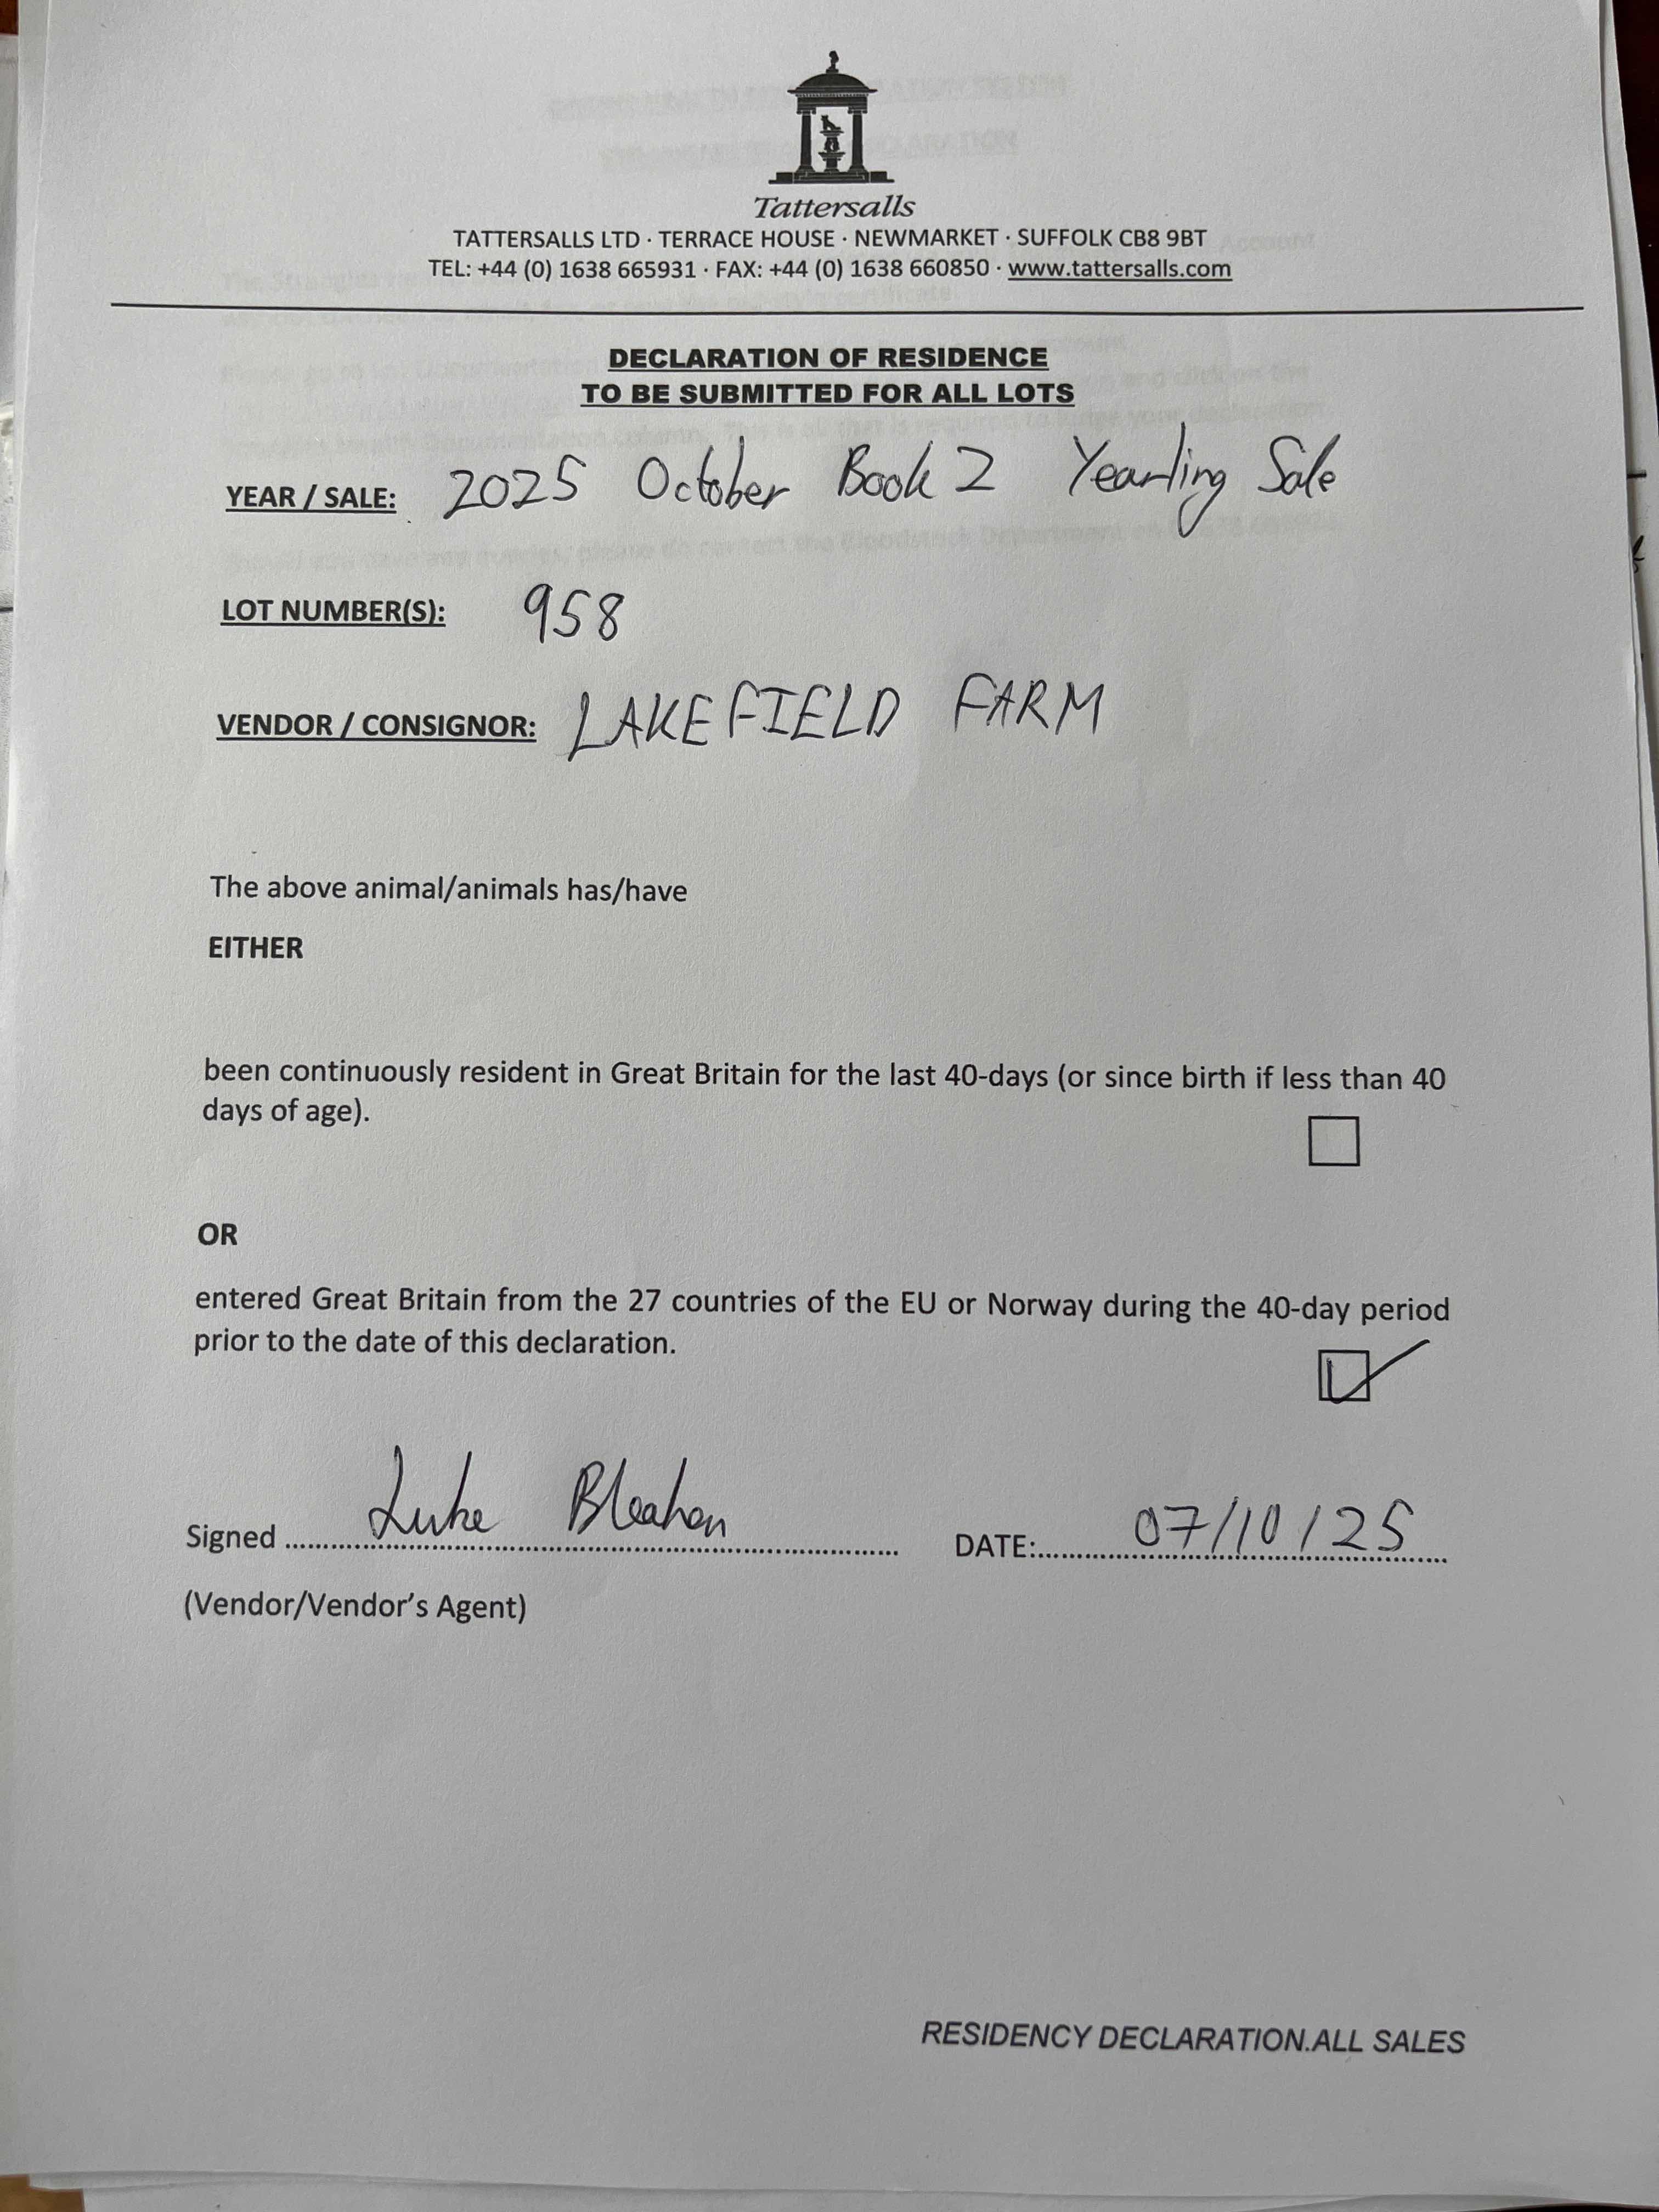 Tattersalls
TATTERSALLS LTD · TERRACE HOUSE · NEWMARKET · SUFFOLK CB8 9BT
TEL: +44 (0) 1638 665931 · FAX: +44 (0) 1638 660850 · www.tattersalls.com
DECLARATION OF RESIDENCE
TO BE SUBMITTED FOR ALL LOTS
YEAR / SALE: 2025 October Book 2 Yearling Sale
LOT NUMBER(S): 958
VENDOR / CONSIGNOR: LAKEFIELD FARM
The above animal/animals has/have
EITHER
been continuously resident in Great Britain for the last 40-days (or since birth if less than 40
days of age).
OR
entered Great Britain from the 27 countries of the EU or Norway during the 40-day period
prior to the date of this declaration.
Signed Luke Bleahen DATE: 07/10/25
(Vendor/Vendor's Agent)
RESIDENCY DECLARATION.ALL SALES